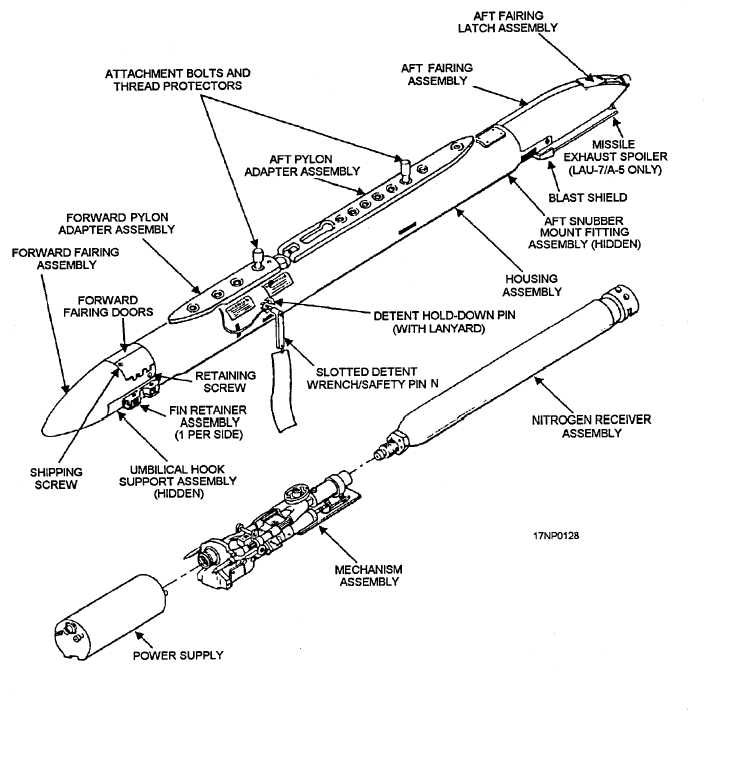 AFT FAIRING
LATCH ASSEMBLY
AFT FAIRING
ASSEMBLY
ATTACHMENT BOLTS AND
THREAD PROTECTORS
MISSILE
EXHAUST SPOILER
(LAU-7/A-5 ONLY)
AFT PYLON
ADAPTER ASSEMBLY
BLAST SHIELD
FORWARD PYLON
ADAPTER ASSEMBLY
AFT SNUBBER
MOUNT FITTING
ASSEMBLY (HIDDEN)
FORWARD FAIRING
ASSEMBLY
HOUSING
ASSEMBLY
FORWARD
FAIRING DOORS
DETENT HOLD-DOWN PIN
(WITH LANYARD)
RETAINING
SCREW
SLOTTED DETENT
WRENCH/SAFETY PIN N
FIN RETAINER
ASSEMBLY
(1 PER SIDE)
NITROGEN RECEIVER
ASSEMBLY
SHIPPING
SCREW
UMBILICAL HOOK
SUPPORT ASSEMBLY
(HIDDEN)
17NP0128
MECHANISM
ASSEMBLY
POWER SUPPLY